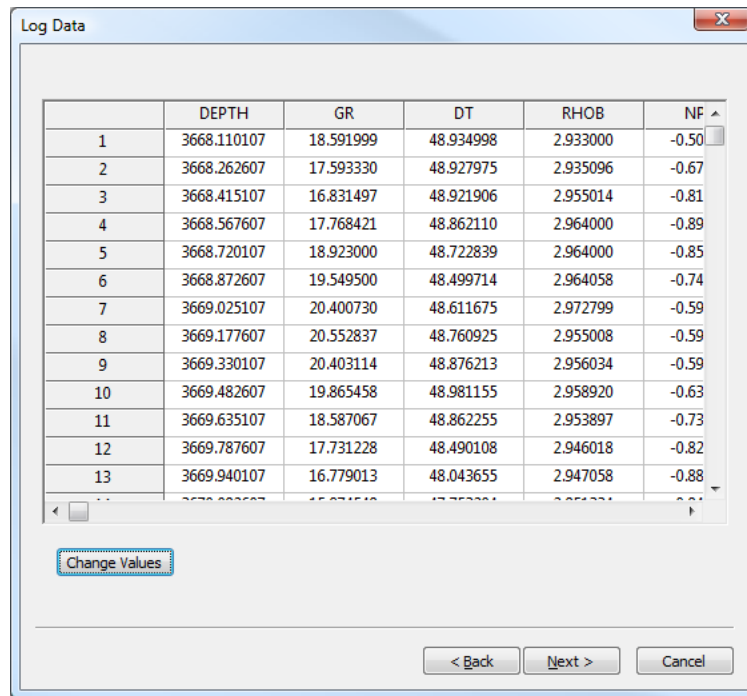 Log Data
DEPTH GR DT RHOB NP
1 3668.110107 18.591999 48.934998 2.933000 -0.50
2 3668.262607 17.593330 48.927975 2.935096 -0.67
3 3668.415107 16.831497 48.921906 2.955014 -0.81
4 3668.567607 17.768421 48.862110 2.964000 -0.89
5 3668.720107 18.923000 48.722839 2.964000 -0.85
6 3668.872607 19.549500 48.499714 2.964058 -0.74
7 3669.025107 20.400730 48.611675 2.972799 -0.59
8 3669.177607 20.552837 48.760925 2.955008 -0.59
9 3669.330107 20.403114 48.876213 2.956034 -0.59
10 3669.482607 19.865458 48.981155 2.958920 -0.63
11 3669.635107 18.587067 48.862255 2.953897 -0.73
12 3669.787607 17.731228 48.490108 2.946018 -0.82
13 3669.940107 16.779013 48.043655 2.947058 -0.88
Change Values
< Back Next > Cancel